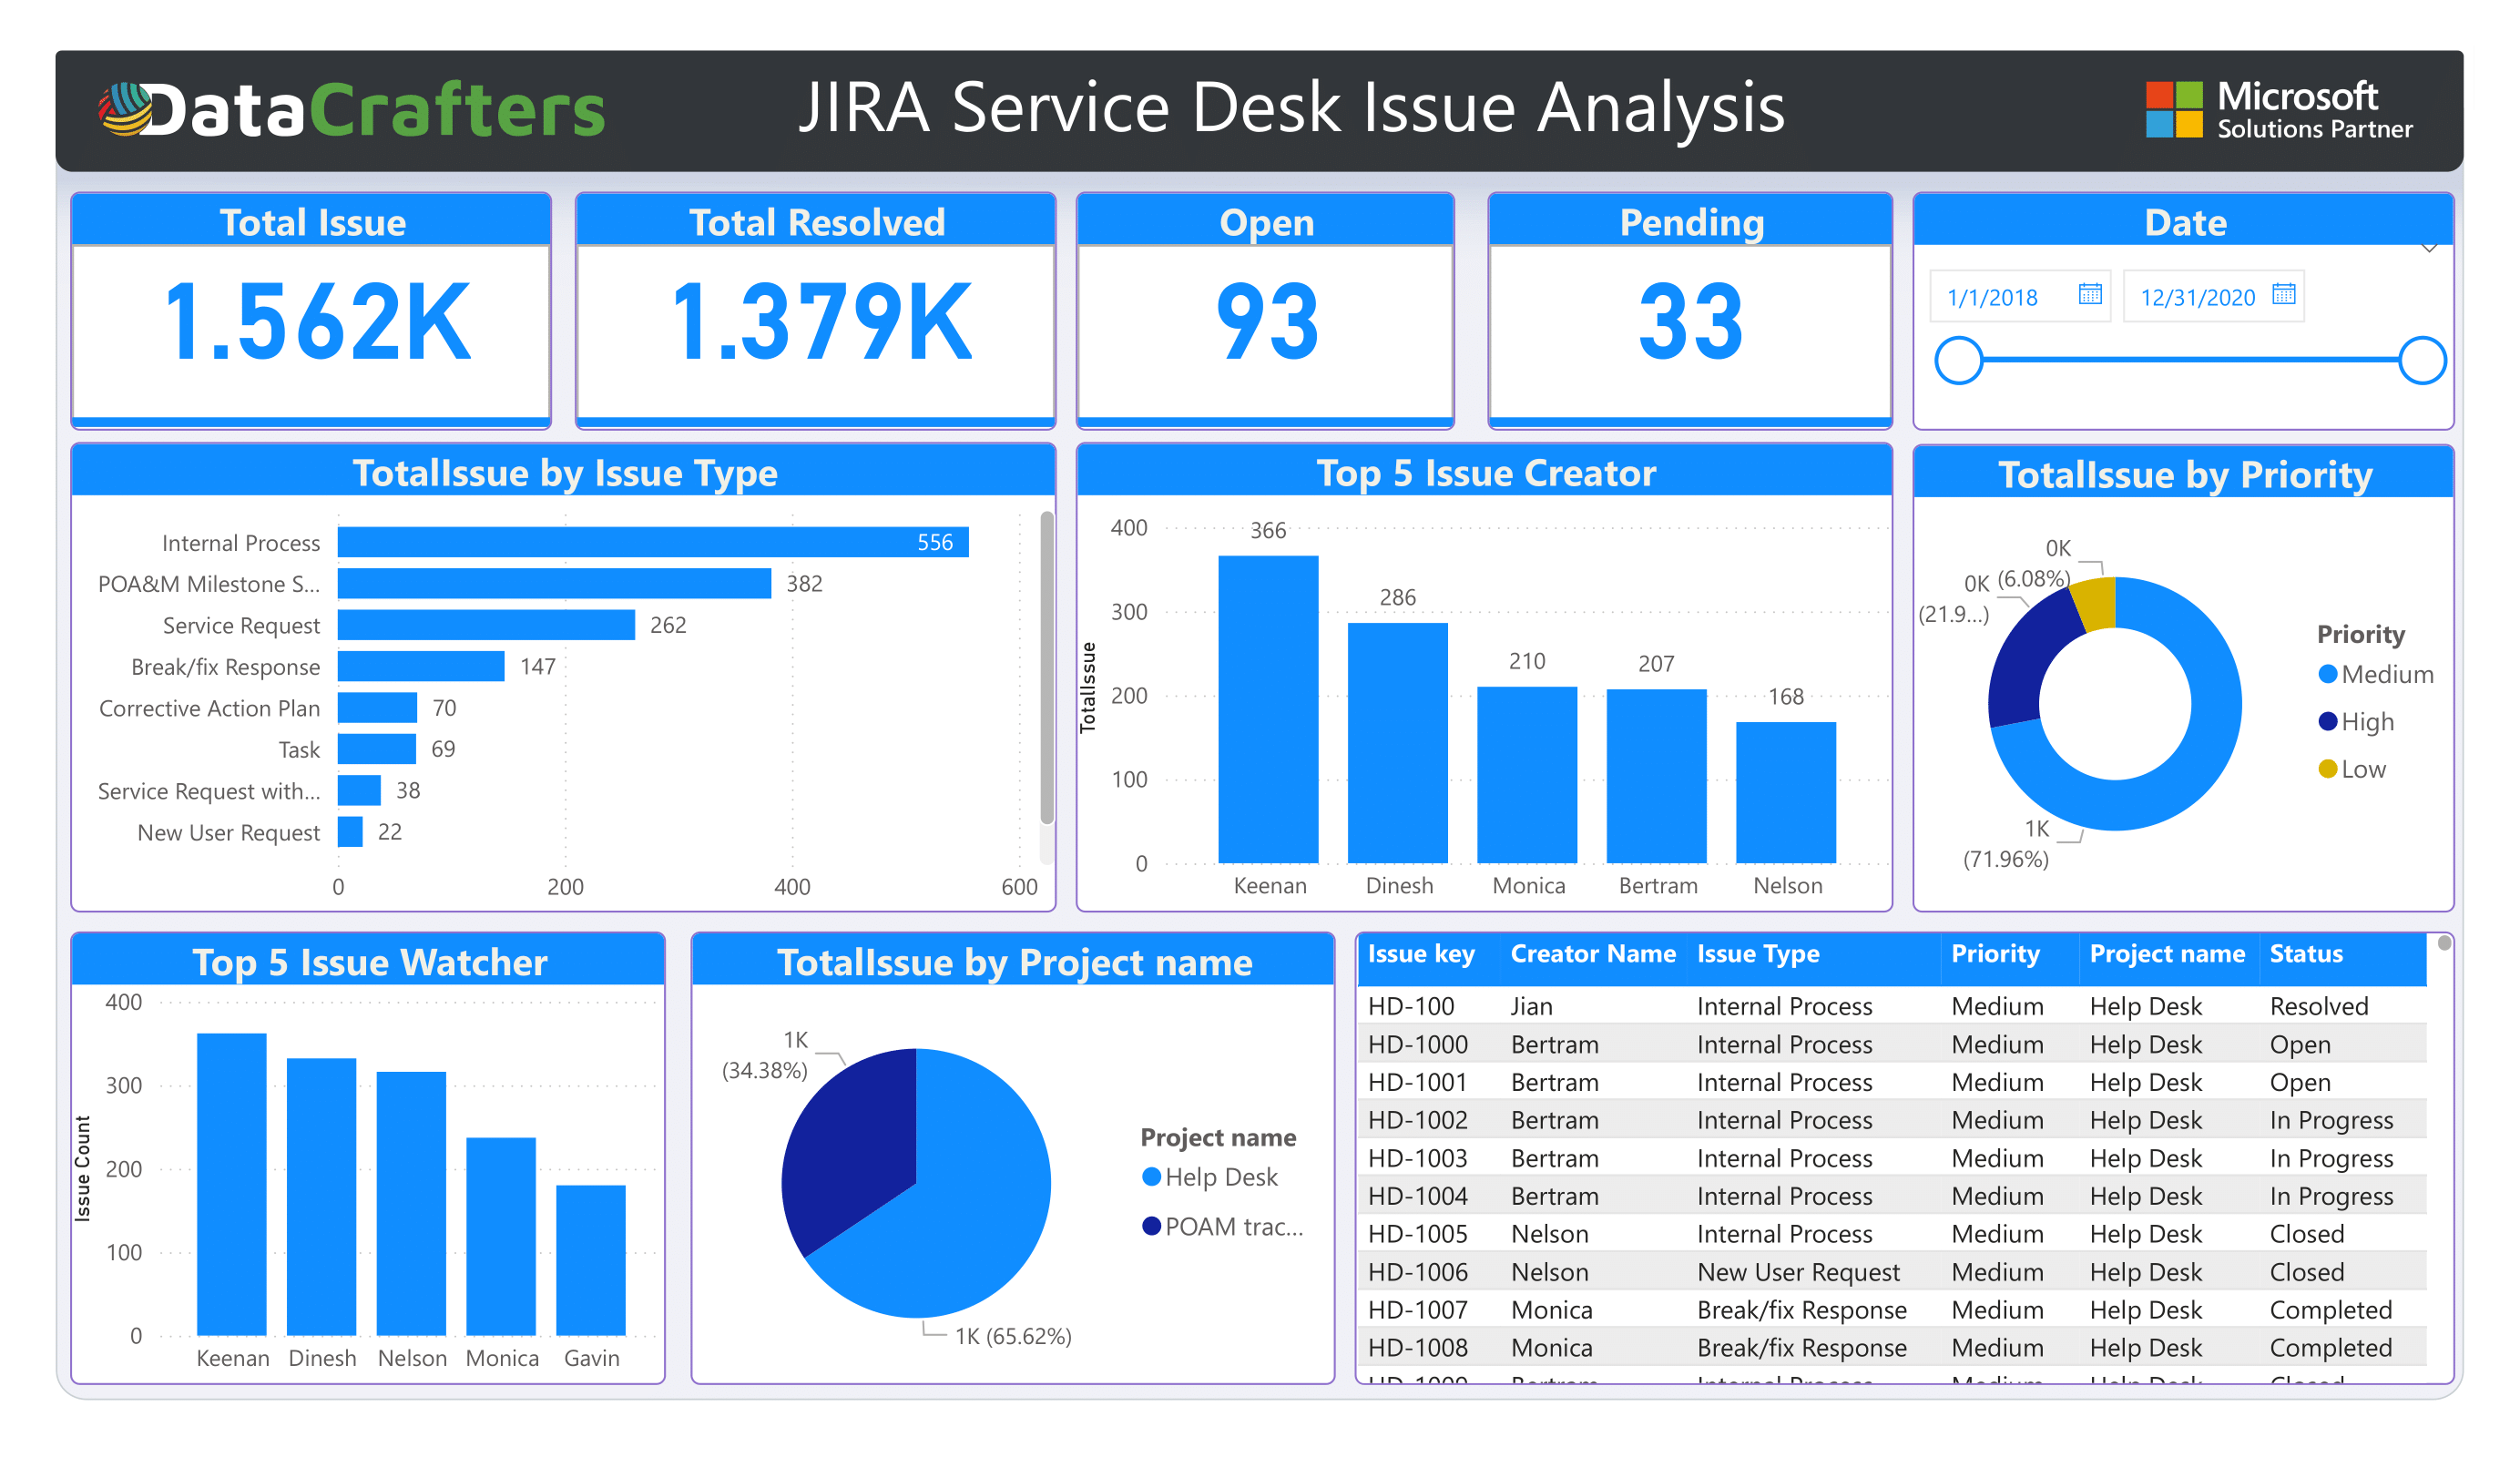 DataCrafters
JIRA Service Desk Issue Analysis
Microsoft
Solutions Partner
Total Issue
1.562K
Total Resolved
1.379K
Open
93
Pending
33
Date
1/1/2018
12/31/2020
TotalIssue by Issue Type
Internal Process 556
POA&M Milestone S... 382
Service Request 262
Break/fix Response 147
Corrective Action Plan 70
Task 69
Service Request with... 38
New User Request 22
0 200 400 600
Top 5 Issue Creator
TotalIssue
400
300
200
100
0
366 286 210 207 168
Keenan Dinesh Monica Bertram Nelson
TotalIssue by Priority
0K
(6.08%)
0K
(21.9...)
1K
(71.96%)
Priority
Medium
High
Low
Top 5 Issue Watcher
Issue Count
400
300
200
100
0
Keenan Dinesh Nelson Monica Gavin
TotalIssue by Project name
1K
(34.38%)
1K (65.62%)
Project name
Help Desk
POAM trac...
Issue key Creator Name Issue Type Priority Project name Status
HD-100 Jian Internal Process Medium Help Desk Resolved
HD-1000 Bertram Internal Process Medium Help Desk Open
HD-1001 Bertram Internal Process Medium Help Desk Open
HD-1002 Bertram Internal Process Medium Help Desk In Progress
HD-1003 Bertram Internal Process Medium Help Desk In Progress
HD-1004 Bertram Internal Process Medium Help Desk In Progress
HD-1005 Nelson Internal Process Medium Help Desk Closed
HD-1006 Nelson New User Request Medium Help Desk Closed
HD-1007 Monica Break/fix Response Medium Help Desk Completed
HD-1008 Monica Break/fix Response Medium Help Desk Completed